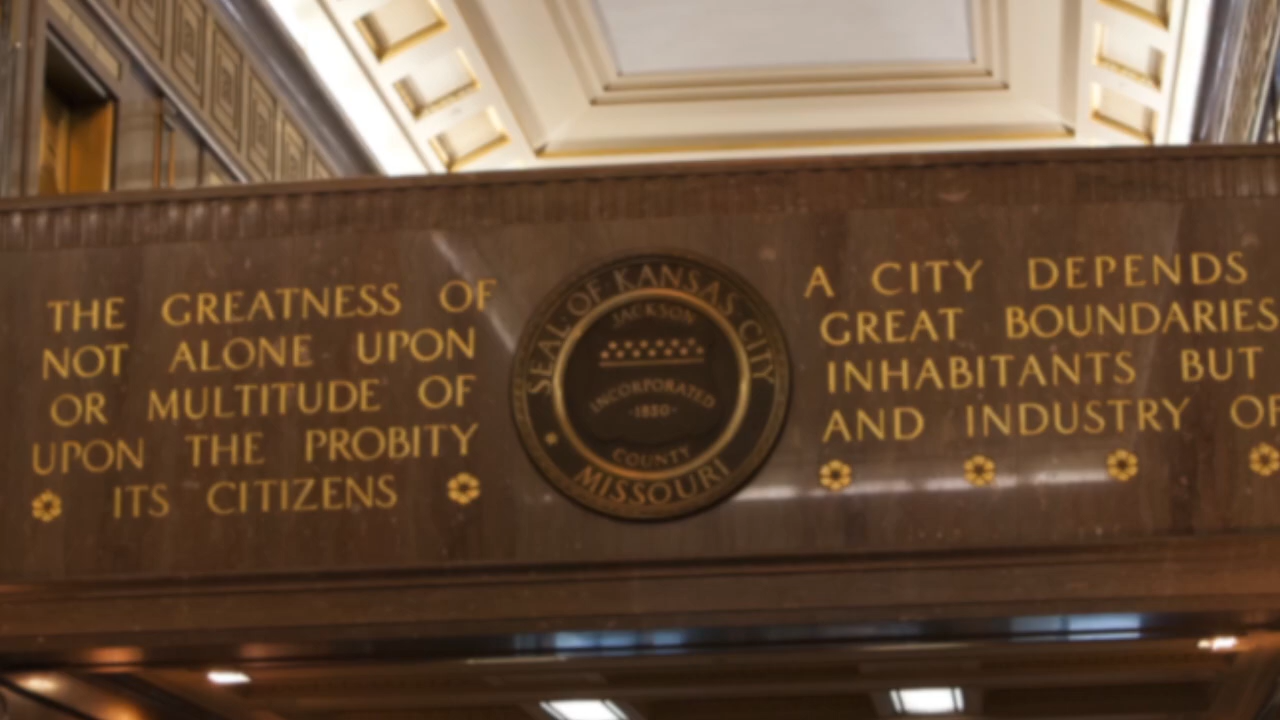 THE GREATNESS OF
NOT ALONE UPON
OR MULTITUDE OF
UPON THE PROBITY
ITS CITIZENS
SEAL OF KANSAS CITY
JACKSON
INCORPORATED
-1850-
COUNTY
MISSOURI
A CITY DEPENDS
GREAT BOUNDARIES
INHABITANTS BUT
AND INDUSTRY OF